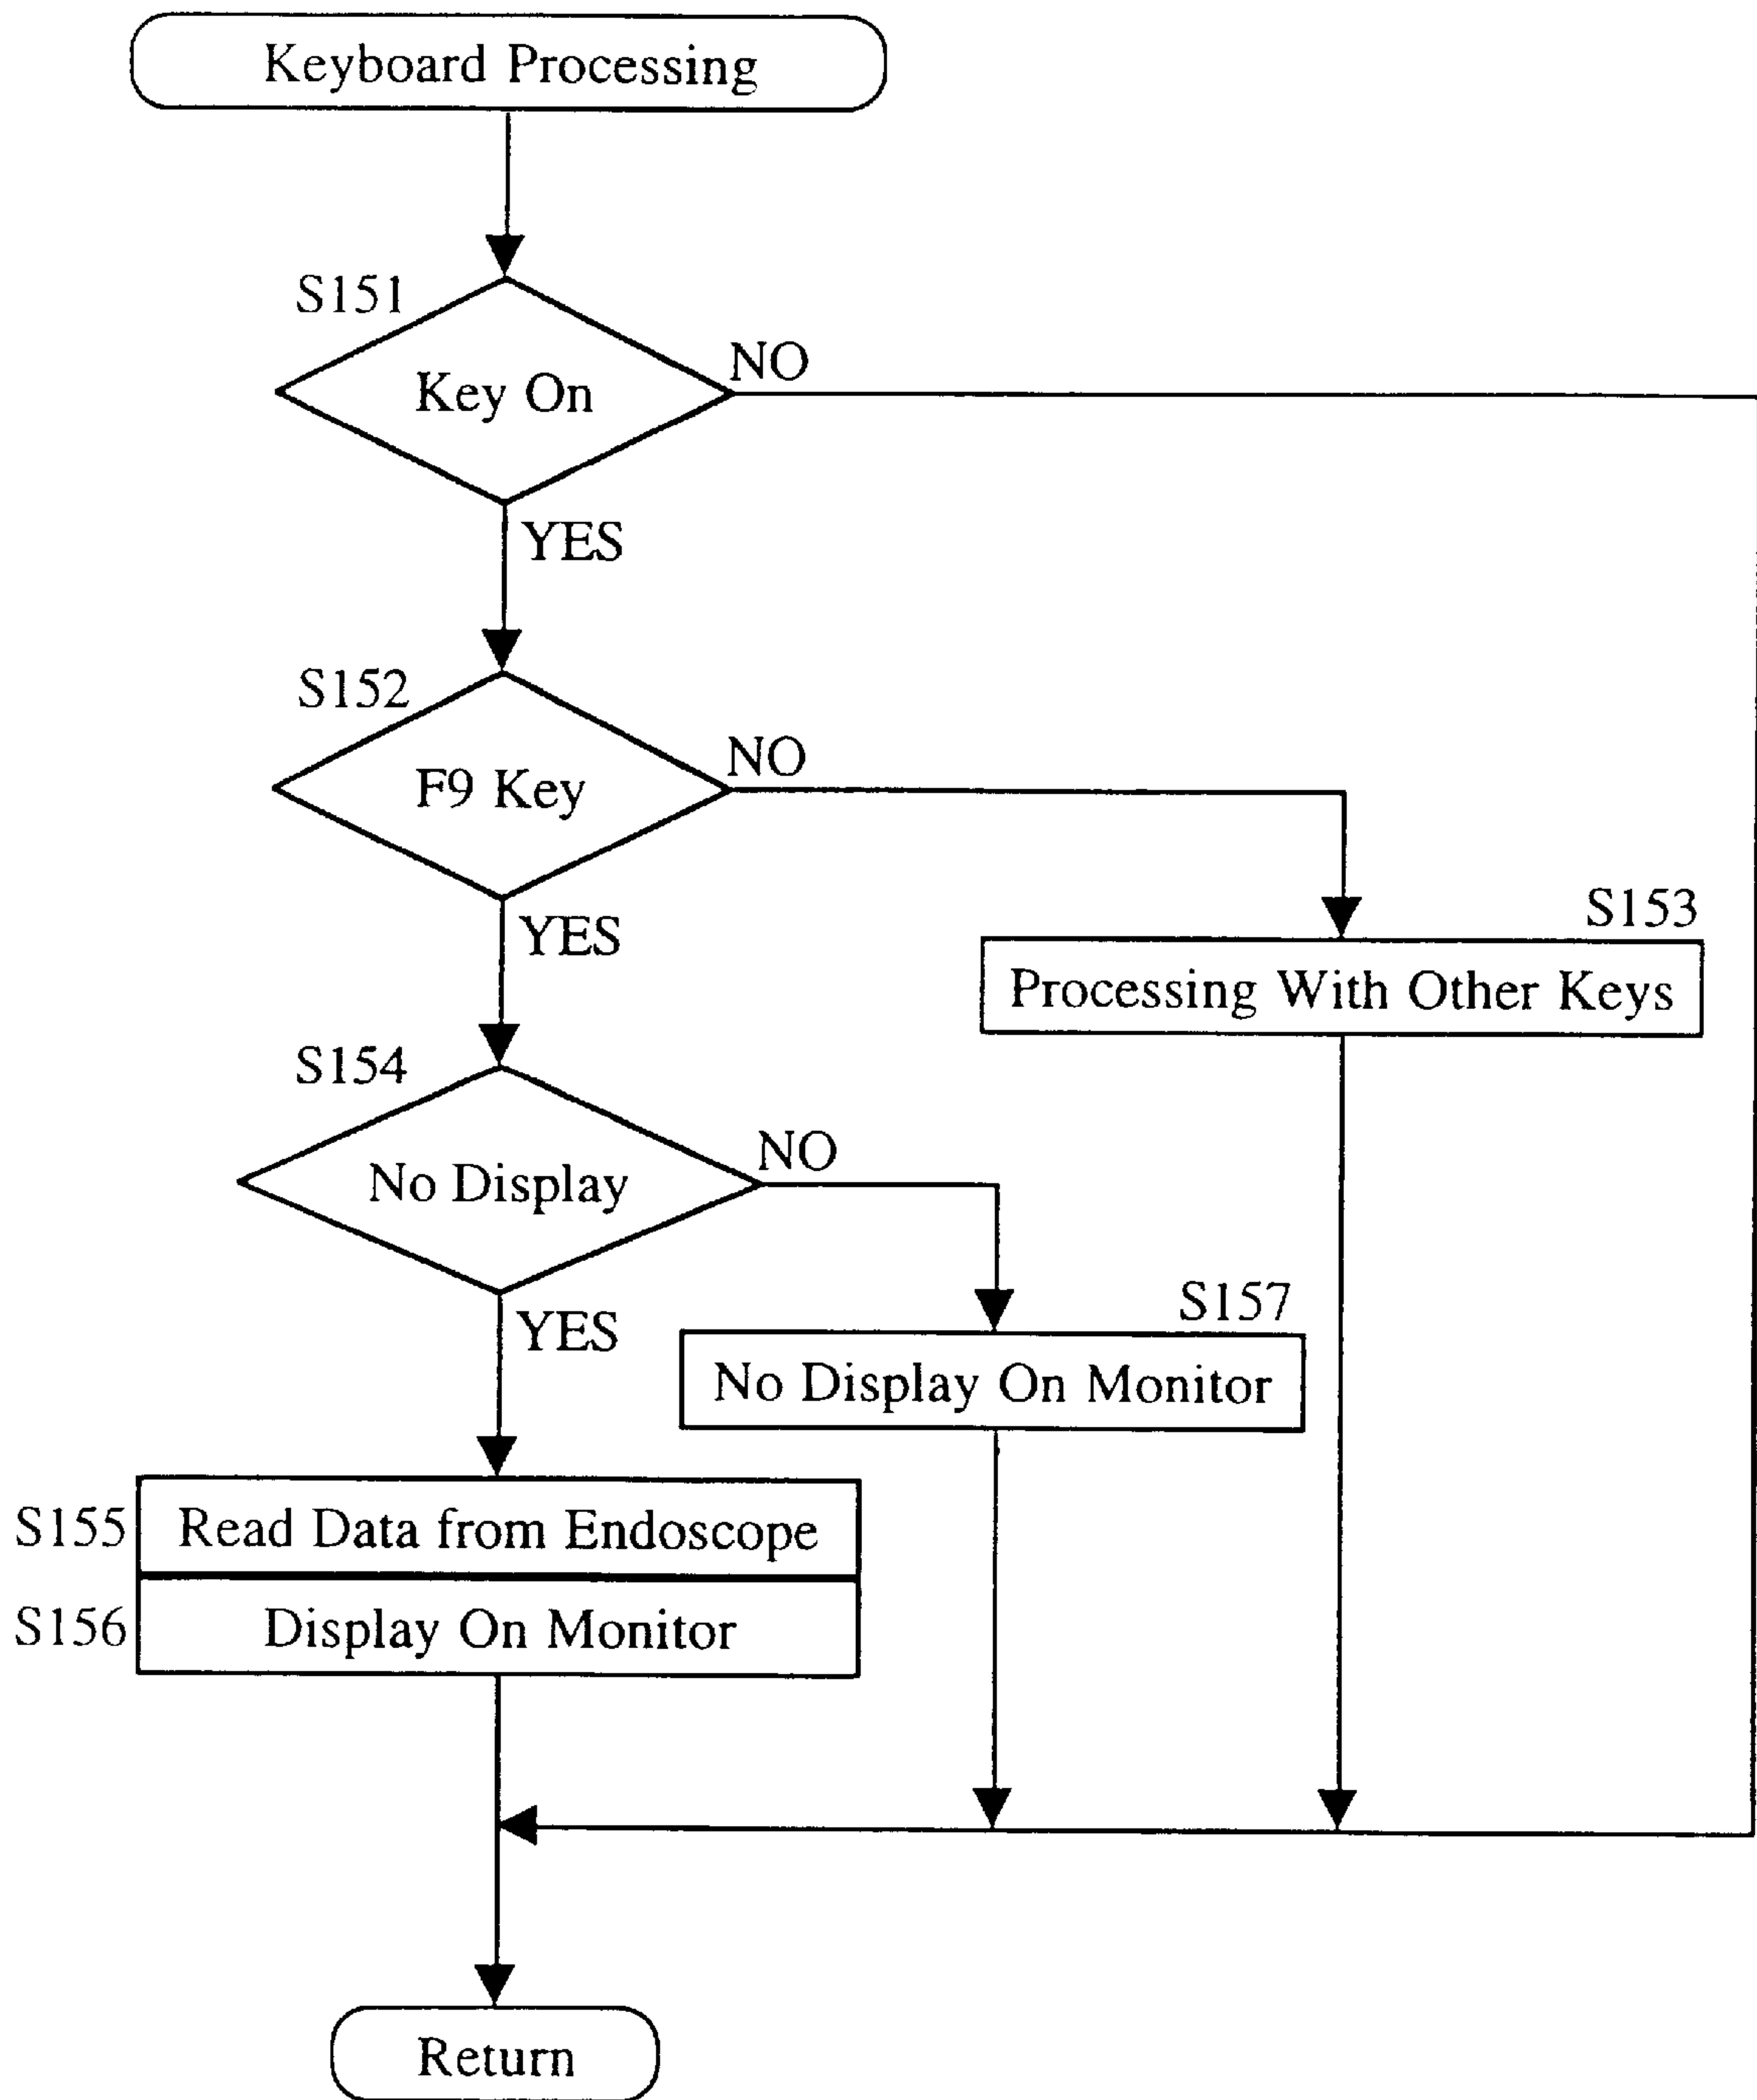 Keyboard Processing
S151
Key On
NO
YES
S152
F9 Key
NO
YES
S153
Processing With Other Keys
S154
No Display
NO
YES
S157
No Display On Monitor
S155
Read Data from Endoscope
S156
Display On Monitor
Return